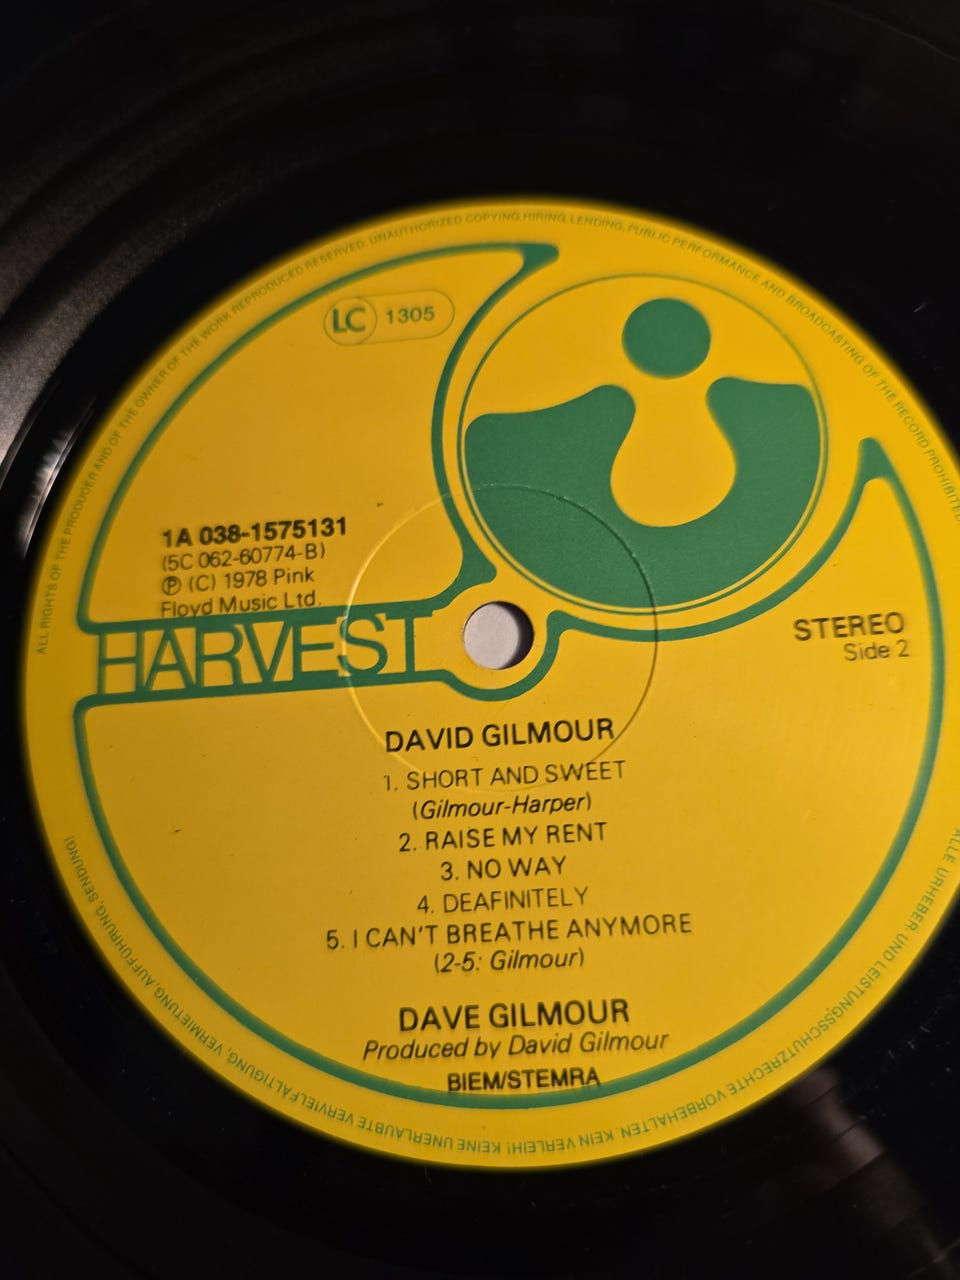 ALL RIGHTS OF THE PRODUCER AND OF THE OWNER OF THE WORK REPRODUCED RESERVED. UNAUTHORIZED COPYING, HIRING, LENDING, PUBLIC PERFORMANCE AND BROADCASTING OF THE RECORD PROHIBITED
LC 1305
1A 038-1575131
(5C 062-60774-B)
Ⓟ (C) 1978 Pink
Floyd Music Ltd.
HARVEST
STEREO
Side 2
DAVID GILMOUR
1. SHORT AND SWEET
(Gilmour-Harper)
2. RAISE MY RENT
3. NO WAY
4. DEAFINITELY
5. I CAN'T BREATHE ANYMORE
(2-5: Gilmour)
DAVE GILMOUR
Produced by David Gilmour
BIEM/STEMRA
ALLE URHEBER- UND LEISTUNGSSCHUTZRECHTE VORBEHALTEN. KEIN VERLEIH! KEINE UNERLAUBTE VERVIELFÄLTIGUNG, VERMIETUNG, AUFFÜHRUNG, SENDUNG!